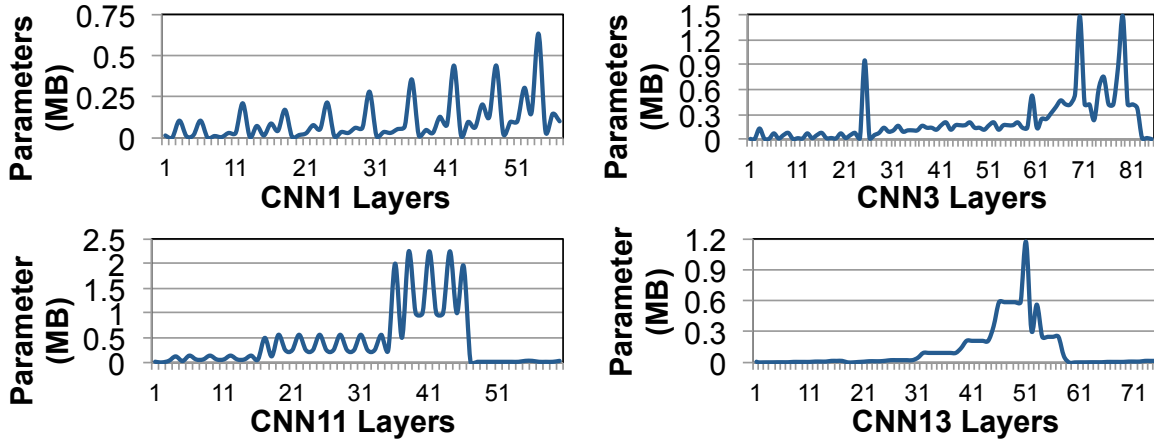 Parameters
(MB)
0.75
0.5
0.25
0
1 11 21 31 41 51
CNN1 Layers
Parameters
(MB)
1.5
1.2
0.9
0.6
0.3
0
1 11 21 31 41 51 61 71 81
CNN3 Layers
Parameter
(MB)
2.5
2
1.5
1
0.5
0
1 11 21 31 41 51
CNN11 Layers
Parameter
(MB)
1.2
0.9
0.6
0.3
0
1 11 21 31 41 51 61 71
CNN13 Layers